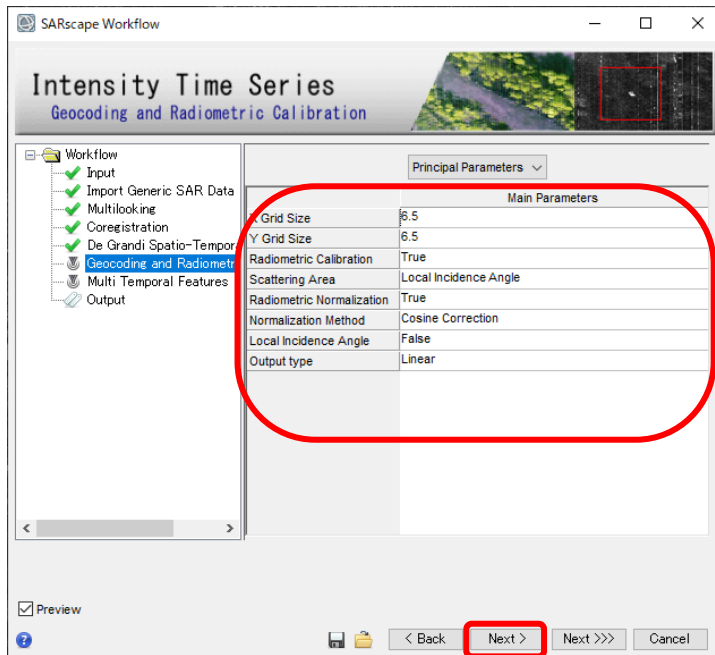 SARscape Workflow
Intensity Time Series
Geocoding and Radiometric Calibration
Workflow
Input
Import Generic SAR Data
Multilooking
Coregistration
De Grandi Spatio-Tempor
Geocoding and Radiometr
Multi Temporal Features
Output
Principal Parameters
Main Parameters
X Grid Size 6.5
Y Grid Size 6.5
Radiometric Calibration True
Scattering Area Local Incidence Angle
Radiometric Normalization True
Normalization Method Cosine Correction
Local Incidence Angle False
Output type Linear
Preview
< Back Next > Next >>> Cancel